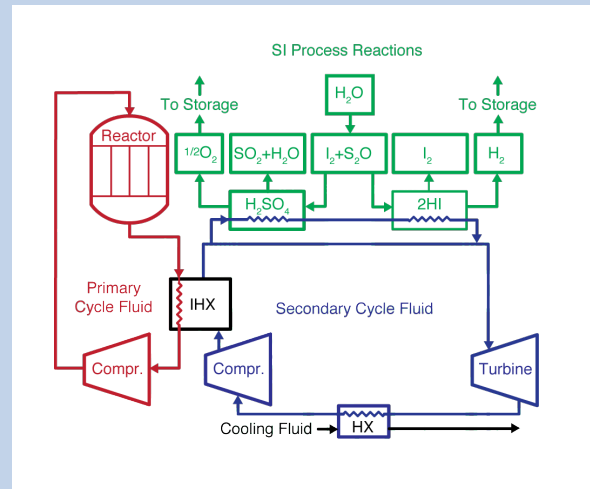 SI Process Reactions
H₂O
To Storage
To Storage
Reactor
1/2O₂
SO₂+H₂O
I₂+S₂O
I₂
H₂
H₂SO₄
2HI
Primary
Cycle Fluid
IHX
Secondary Cycle Fluid
Compr.
Compr.
Turbine
Cooling Fluid
HX